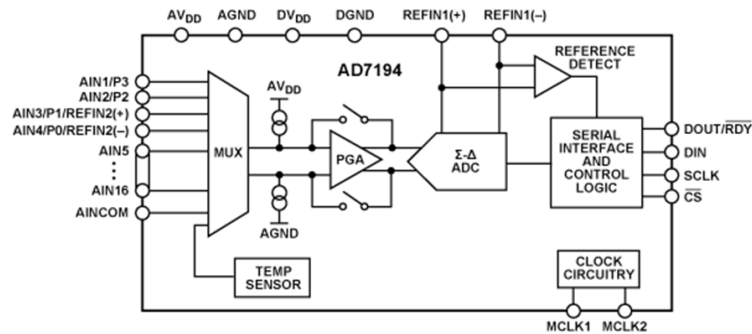 AVDD AGND DVDD DGND REFIN1(+) REFIN1(–)
AD7194
REFERENCE
DETECT
AIN1/P3
AIN2/P2
AIN3/P1/REFIN2(+)
AIN4/P0/REFIN2(–)
AIN5
AIN16
AINCOM
MUX
AVDD
AGND
PGA
Σ-Δ
ADC
SERIAL
INTERFACE
AND
CONTROL
LOGIC
DOUT/R̅D̅Y̅
DIN
SCLK
C̅S̅
TEMP
SENSOR
CLOCK
CIRCUITRY
MCLK1 MCLK2